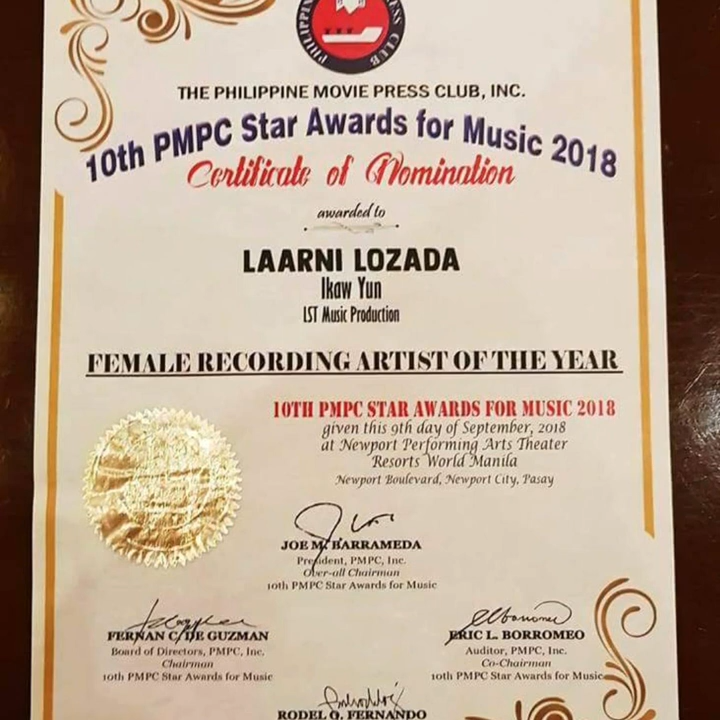 PHILIPPINE
PRESS CLUB
THE PHILIPPINE MOVIE PRESS CLUB, INC.
10th PMPC Star Awards for Music 2018
Certificate of Nomination
awarded to
LAARNI LOZADA
Ikaw Yun
LST Music Production
FEMALE RECORDING ARTIST OF THE YEAR
10TH PMPC STAR AWARDS FOR MUSIC 2018
given this 9th day of September, 2018
at Newport Performing Arts Theater
Resorts World Manila
Newport Boulevard, Newport City, Pasay
JOE M. BARRAMEDA
President, PMPC, Inc.
Over-all Chairman
10th PMPC Star Awards for Music
FERNAN C. DE GUZMAN
Board of Directors, PMPC, Inc.
Chairman
10th PMPC Star Awards for Music
ERIC L. BORROMEO
Auditor, PMPC, Inc.
Co-Chairman
10th PMPC Star Awards for Music
RODEL O. FERNANDO